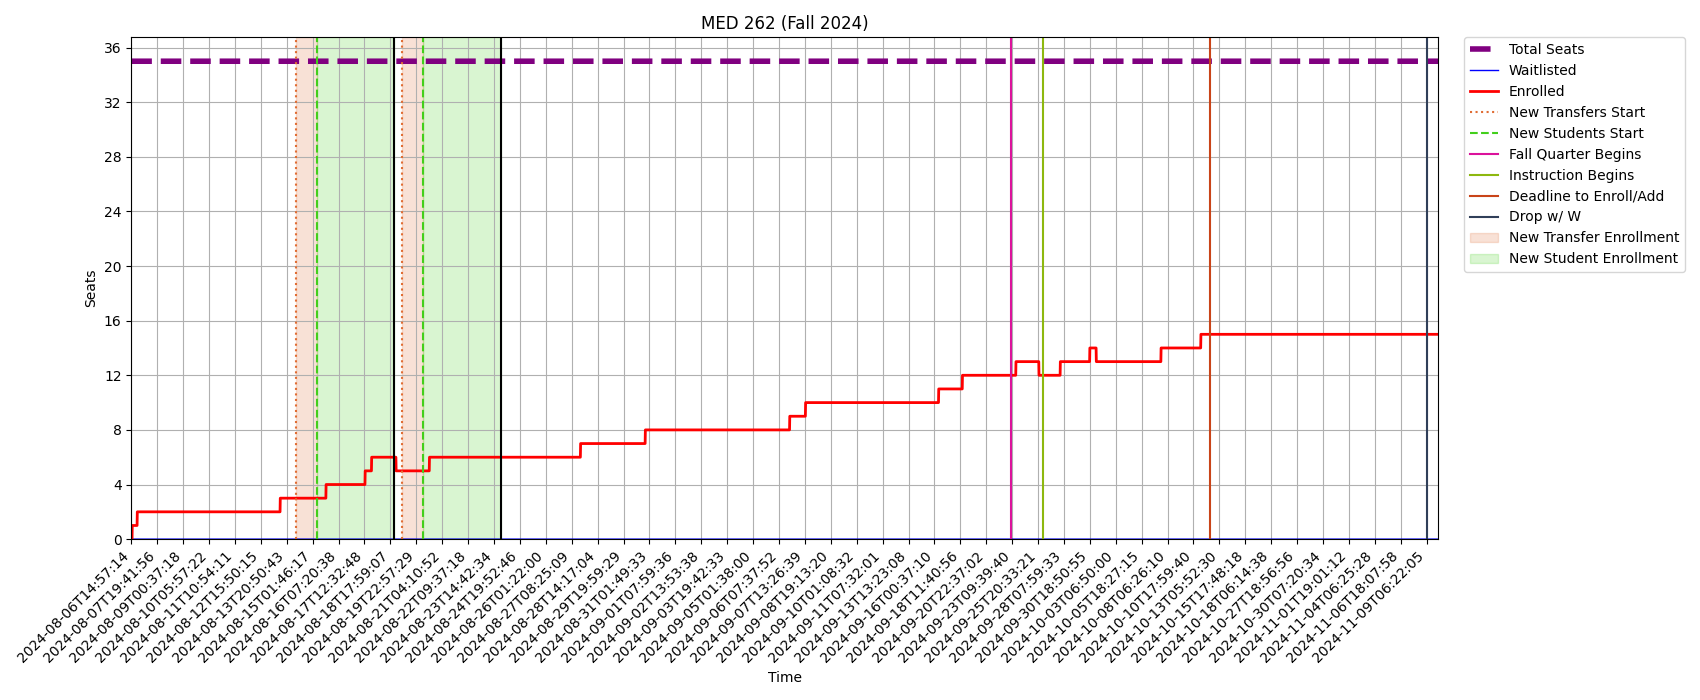 MED 262 (Fall 2024)
36
32
28
24
20
16
12
8
4
0
Seats
2024-08-06T14:57:14
2024-08-07T19:41:56
2024-08-09T00:37:18
2024-08-10T05:57:22
2024-08-11T10:54:11
2024-08-12T15:50:15
2024-08-13T20:50:43
2024-08-15T01:46:17
2024-08-16T07:20:38
2024-08-17T12:32:48
2024-08-18T17:59:07
2024-08-19T22:57:29
2024-08-21T04:10:52
2024-08-22T09:37:18
2024-08-23T14:42:34
2024-08-24T19:52:46
2024-08-26T01:22:00
2024-08-27T08:25:09
2024-08-28T14:17:04
2024-08-29T19:59:29
2024-08-31T01:49:33
2024-09-01T07:59:36
2024-09-02T13:53:38
2024-09-03T19:42:33
2024-09-05T01:38:00
2024-09-06T07:37:52
2024-09-07T13:26:39
2024-09-08T19:13:20
2024-09-10T01:08:32
2024-09-11T07:32:01
2024-09-13T13:23:08
2024-09-16T00:37:10
2024-09-18T11:40:56
2024-09-20T22:37:02
2024-09-23T09:39:40
2024-09-25T20:33:21
2024-09-28T07:59:33
2024-09-30T18:50:55
2024-10-03T06:50:00
2024-10-05T18:27:15
2024-10-08T06:26:10
2024-10-10T17:59:40
2024-10-13T05:52:30
2024-10-15T17:48:18
2024-10-18T06:14:38
2024-10-27T18:56:56
2024-10-30T07:20:34
2024-11-01T19:01:12
2024-11-04T06:25:28
2024-11-06T18:07:58
2024-11-09T06:22:05
Time
Total Seats
Waitlisted
Enrolled
New Transfers Start
New Students Start
Fall Quarter Begins
Instruction Begins
Deadline to Enroll/Add
Drop w/ W
New Transfer Enrollment
New Student Enrollment